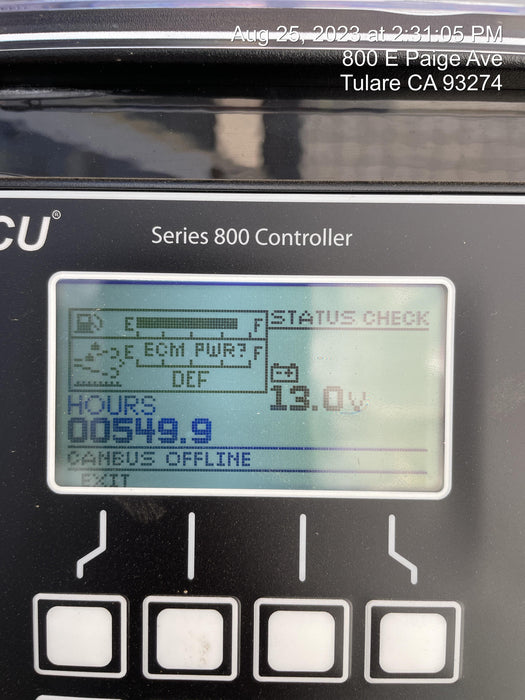 Aug 25, 2023 at 2:31:05 PM
800 E Paige Ave
Tulare CA 93274
CU®
Series 800 Controller
E F STATUS CHECK
E ECM PWR? F
DEF
HOURS 13.0V
00549.9
CANBUS OFFLINE
EXIT